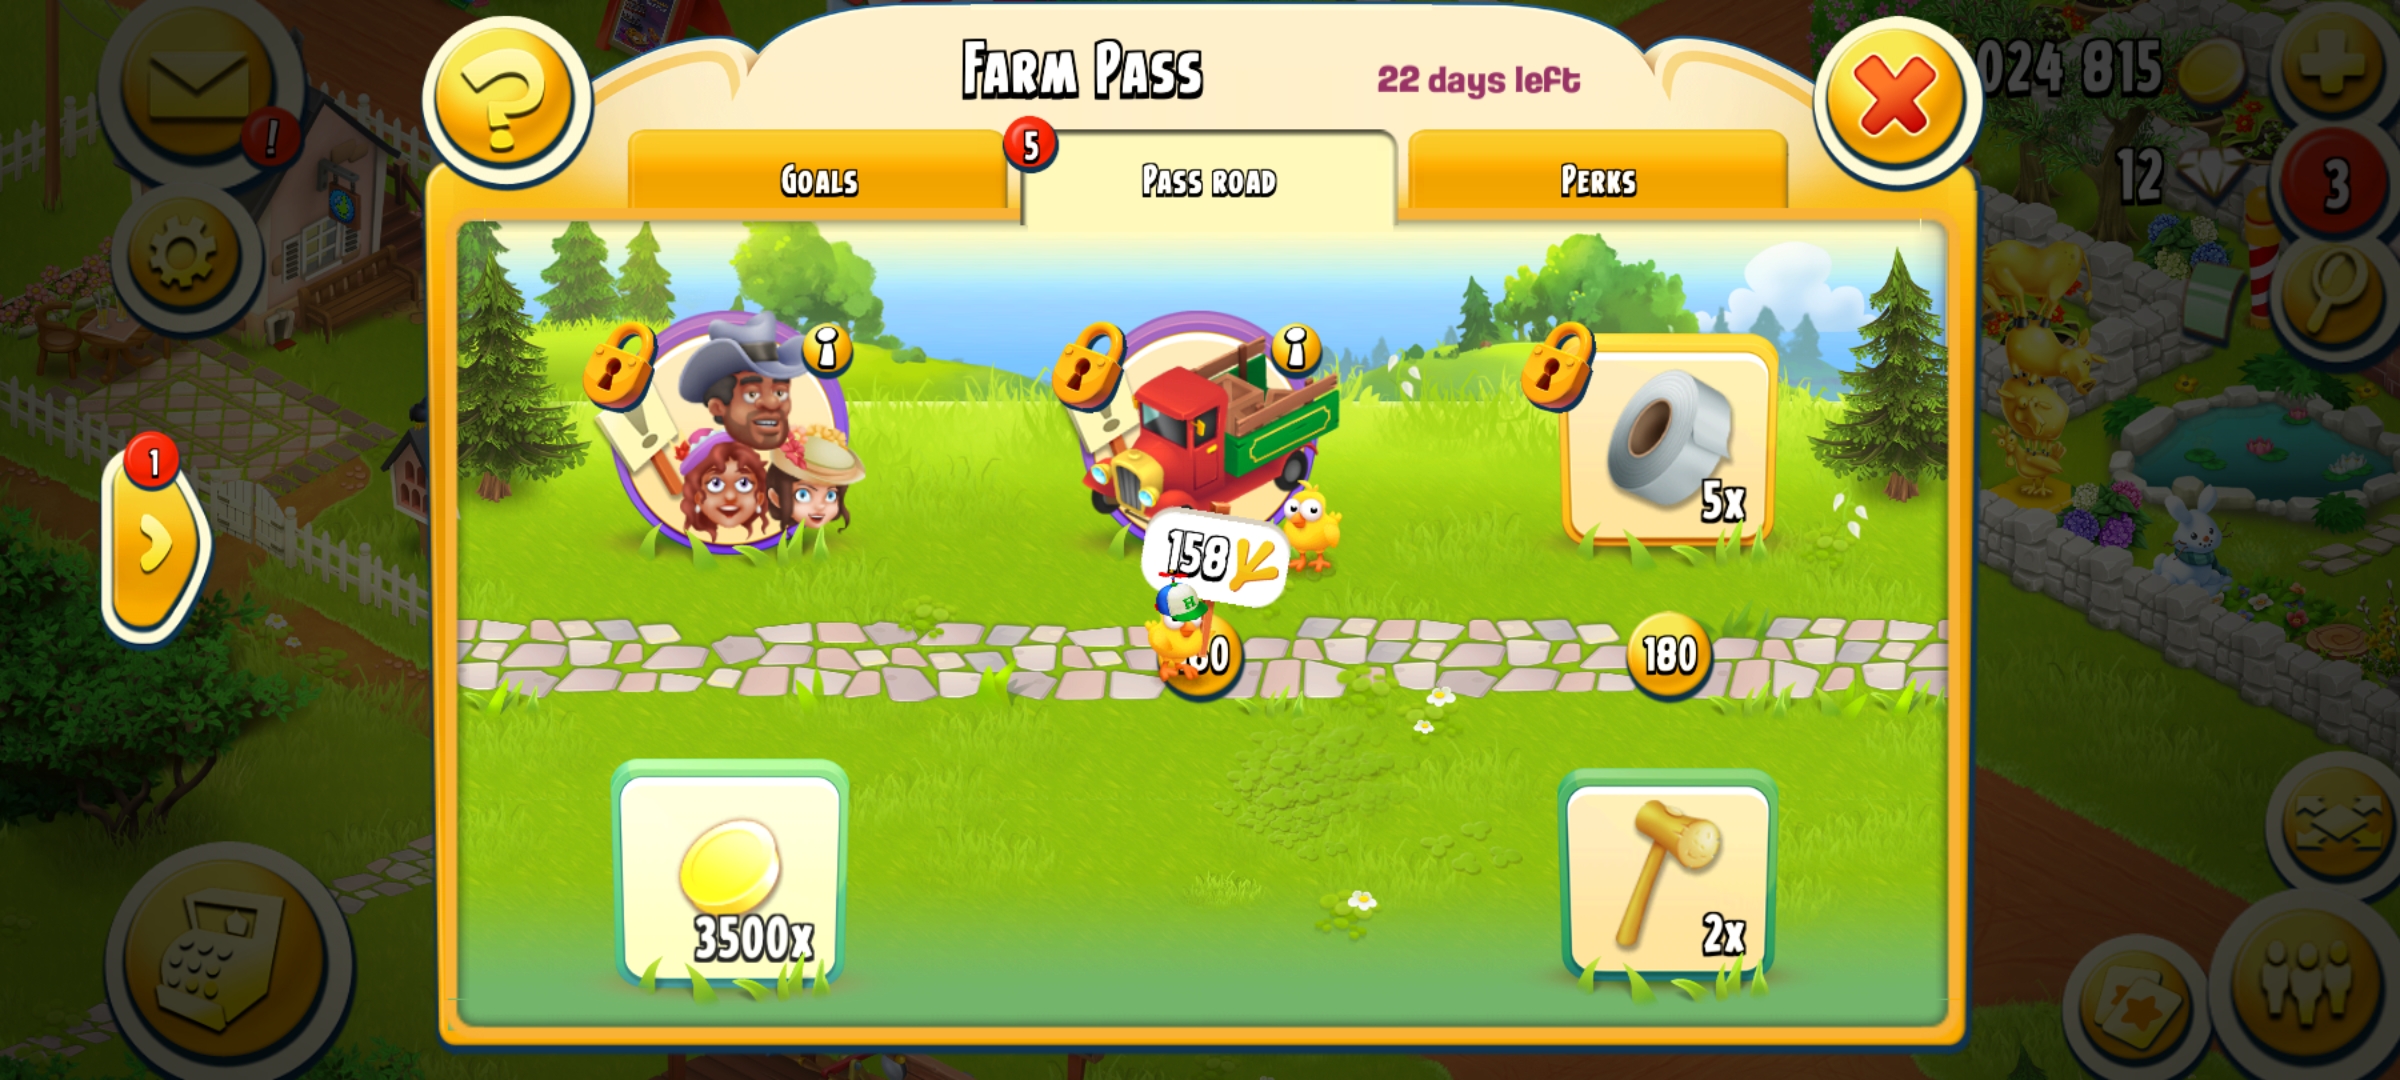 FARM PASS
22 days left
024 815
!
5
GOALS
PASS ROAD
PERKS
12
3
1
5x
158
H
180
3500x
2x